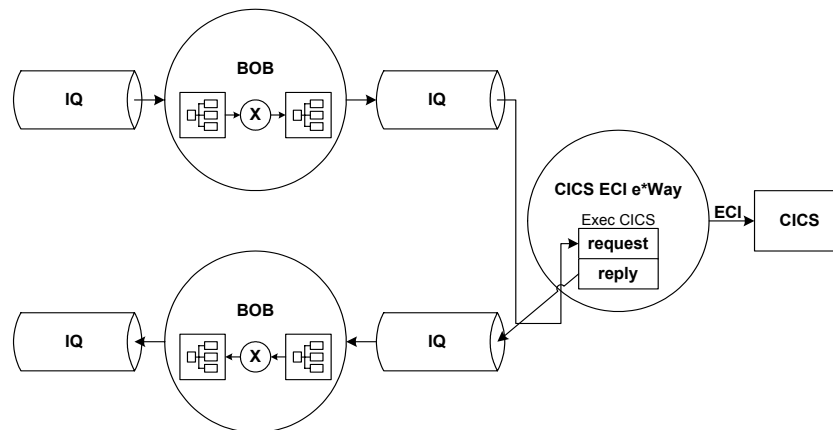 BOB
IQ
X
IQ
CICS ECI e*Way
Exec CICS
request
reply
ECI
CICS
BOB
IQ
X
IQ